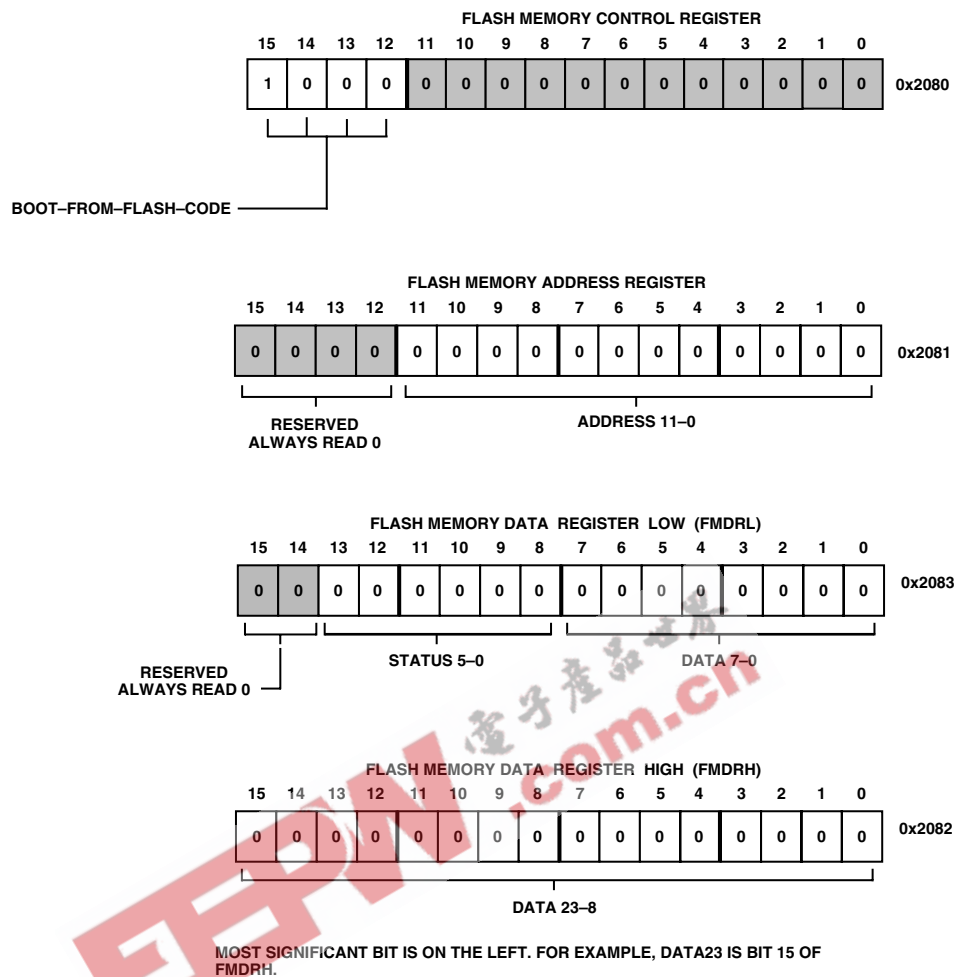 FLASH MEMORY CONTROL REGISTER
15 14 13 12 11 10 9 8 7 6 5 4 3 2 1 0
1 0 0 0 0 0 0 0 0 0 0 0 0 0 0 0 0x2080
BOOT–FROM–FLASH–CODE
FLASH MEMORY ADDRESS REGISTER
15 14 13 12 11 10 9 8 7 6 5 4 3 2 1 0
0 0 0 0 0 0 0 0 0 0 0 0 0 0 0 0 0x2081
RESERVED
ALWAYS READ 0
ADDRESS 11–0
FLASH MEMORY DATA REGISTER LOW (FMDRL)
15 14 13 12 11 10 9 8 7 6 5 4 3 2 1 0
0 0 0 0 0 0 0 0 0 0 0 0 0 0 0 0 0x2083
RESERVED
ALWAYS READ 0
STATUS 5–0
DATA 7–0
電子產品世界
EEPW .com.cn
FLASH MEMORY DATA REGISTER HIGH (FMDRH)
15 14 13 12 11 10 9 8 7 6 5 4 3 2 1 0
0 0 0 0 0 0 0 0 0 0 0 0 0 0 0 0 0x2082
DATA 23–8
MOST SIGNIFICANT BIT IS ON THE LEFT. FOR EXAMPLE, DATA23 IS BIT 15 OF
FMDRH.